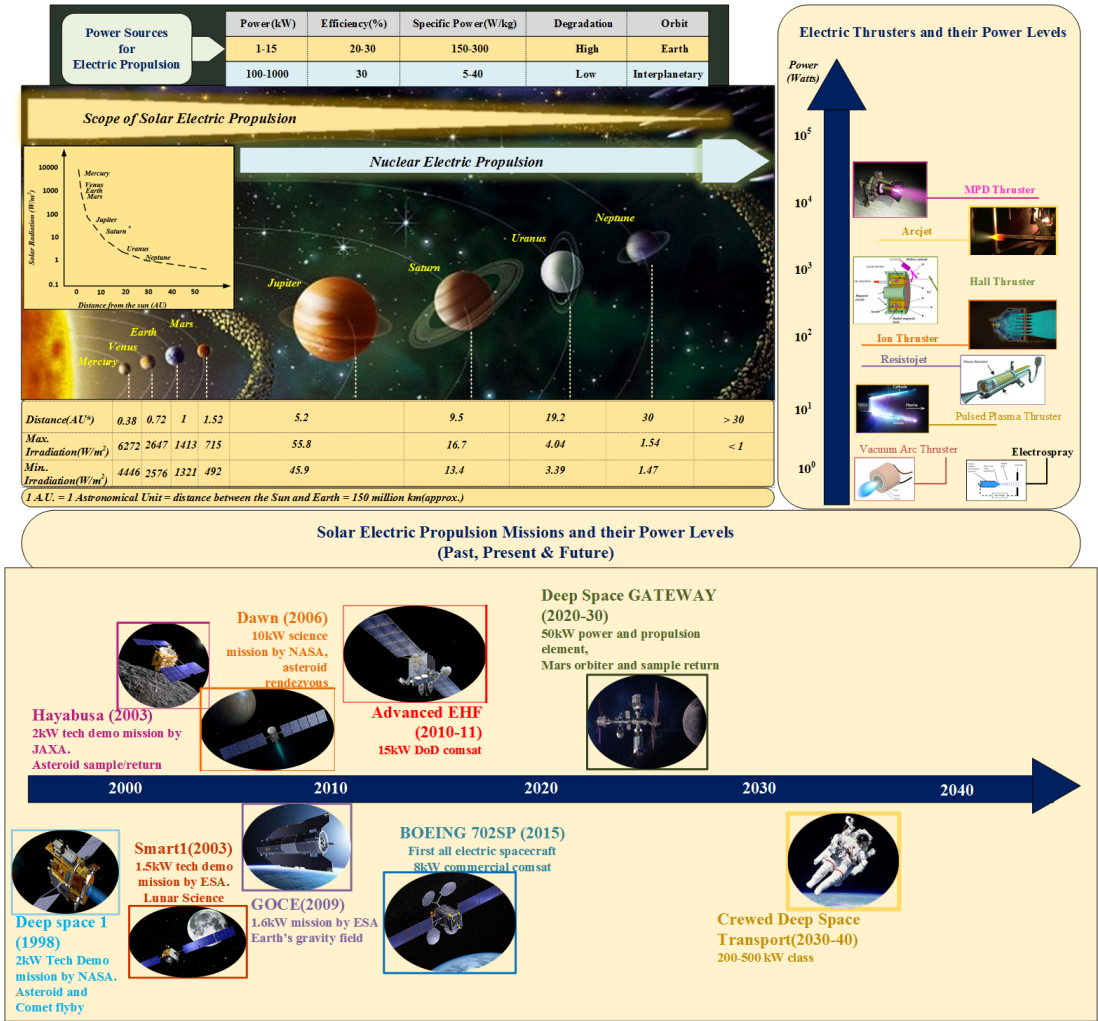 Power Sources
for
Electric Propulsion
Power(kW) Efficiency(%) Specific Power(W/kg) Degradation Orbit
1-15 20-30 150-300 High Earth
100-1000 30 5-40 Low Interplanetary
Scope of Solar Electric Propulsion
Nuclear Electric Propulsion
Solar Radiation (W/m²)
10000
1000
100
10
1
0.1
Mercury
Venus
Earth
Mars
Jupiter
Saturn
Uranus
Neptune
0 10 20 30 40 50
Distance from the sun (AU)
Mercury
Venus
Earth
Mars
Jupiter
Saturn
Uranus
Neptune
Distance(AU*) 0.38 0.72 1 1.52 5.2 9.5 19.2 30 > 30
Max.
Irradiation(W/m²) 6272 2647 1413 715 55.8 16.7 4.04 1.54 < 1
Min.
Irradiation(W/m²) 4446 2576 1321 492 45.9 13.4 3.39 1.47
1 A.U. = 1 Astronomical Unit = distance between the Sun and Earth = 150 million km(approx.)
Electric Thrusters and their Power Levels
Power
(Watts)
10⁵
10⁴
10³
10²
10¹
10⁰
MPD Thruster
Arcjet
Hall Thruster
Ion Thruster
Resistojet
Pulsed Plasma Thruster
Cathode
Plasma
Vacuum Arc Thruster
Electrospray
Solar Electric Propulsion Missions and their Power Levels
(Past, Present & Future)
Hayabusa (2003)
2kW tech demo mission by
JAXA.
Asteroid sample/return
Dawn (2006)
10kW science
mission by NASA,
asteroid
rendezvous
Advanced EHF
(2010-11)
15kW DoD comsat
Deep Space GATEWAY
(2020-30)
50kW power and propulsion
element,
Mars orbiter and sample return
2000 2010 2020 2030 2040
Deep space 1
(1998)
2kW Tech Demo
mission by NASA.
Asteroid and
Comet flyby
Smart1(2003)
1.5kW tech demo
mission by ESA.
Lunar Science
GOCE(2009)
1.6kW mission by ESA
Earth's gravity field
BOEING 702SP (2015)
First all electric spacecraft
8kW commercial comsat
Crewed Deep Space
Transport(2030-40)
200-500 kW class